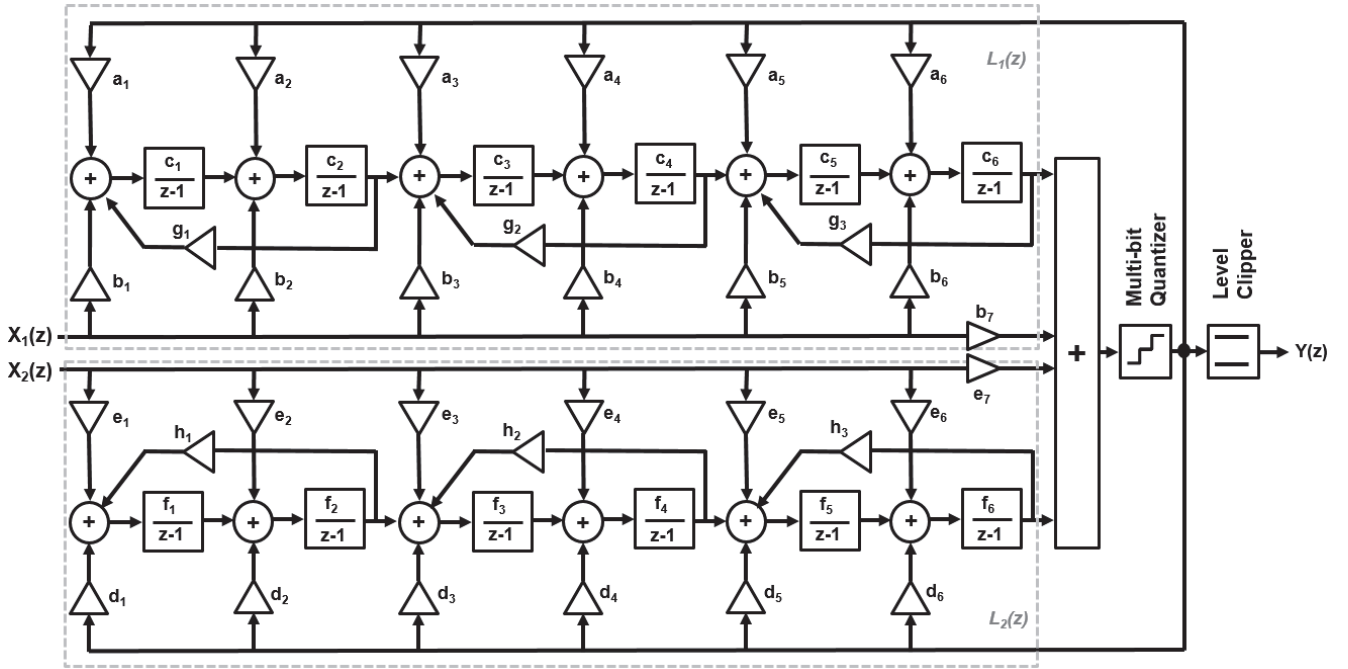 L₁(z)
a₁ a₂ a₃ a₄ a₅ a₆
+ c₁ + c₂ + c₃ + c₄ + c₅ + c₆
z-1 z-1 z-1 z-1 z-1 z-1
g₁ g₂ g₃
b₁ b₂ b₃ b₄ b₅ b₆
Multi-bit
Quantizer
Level
Clipper
X₁(z) b₇
+ Y(z)
X₂(z) e₇
e₁ e₂ e₃ e₄ e₅ e₆
h₁ h₂ h₃
+ f₁ + f₂ + f₃ + f₄ + f₅ + f₆
z-1 z-1 z-1 z-1 z-1 z-1
d₁ d₂ d₃ d₄ d₅ d₆
L₂(z)